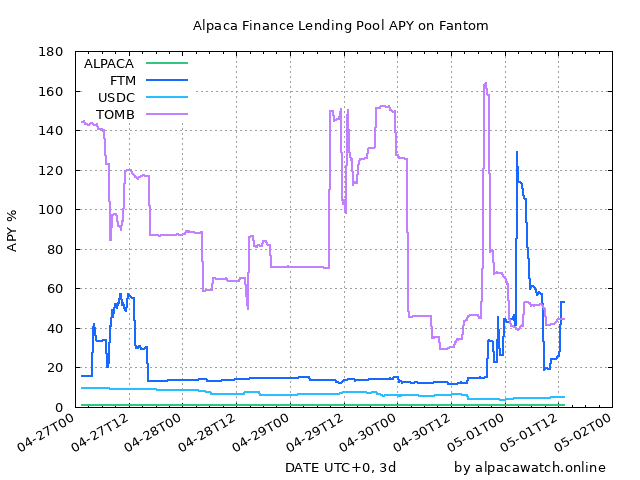 Alpaca Finance Lending Pool APY on Fantom
180
160
140
120
100
80
60
40
20
0
APY %
ALPACA
FTM
USDC
TOMB
04-27T00
04-27T12
04-28T00
04-28T12
04-29T00
04-29T12
04-30T00
04-30T12
05-01T00
05-01T12
05-02T00
DATE UTC+0, 3d
by alpacawatch.online